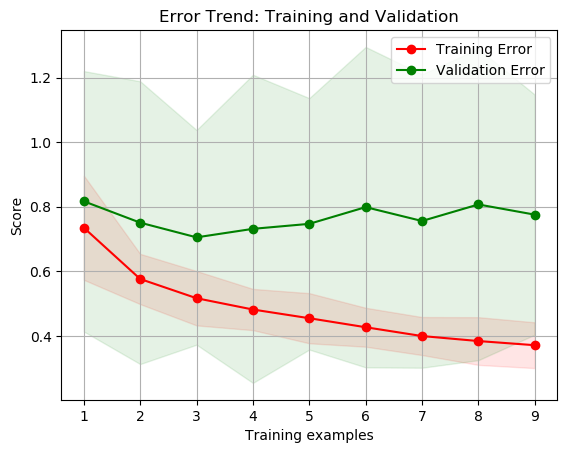 Error Trend: Training and Validation
Training Error
Validation Error
1.2
1.0
0.8
0.6
0.4
Score
1 2 3 4 5 6 7 8 9
Training examples